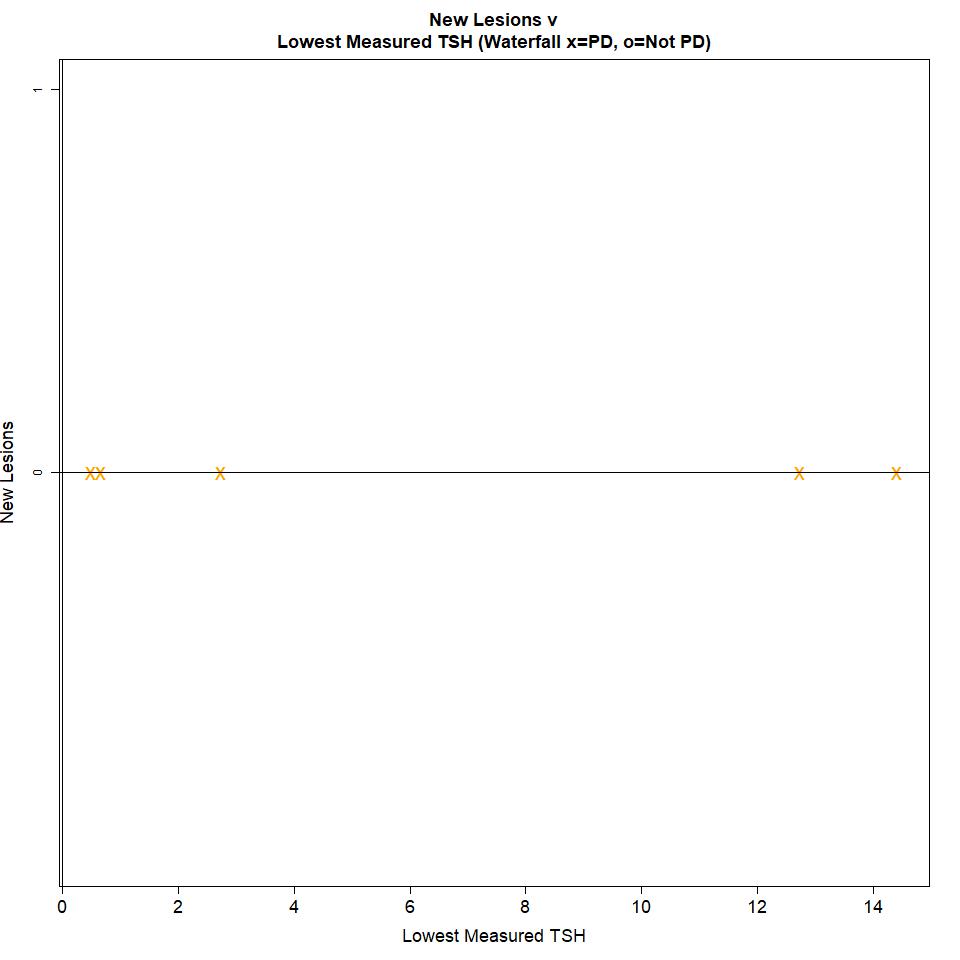 New Lesions v
Lowest Measured TSH (Waterfall x=PD, o=Not PD)
1
0
New Lesions
x x x x x
0 2 4 6 8 10 12 14
Lowest Measured TSH